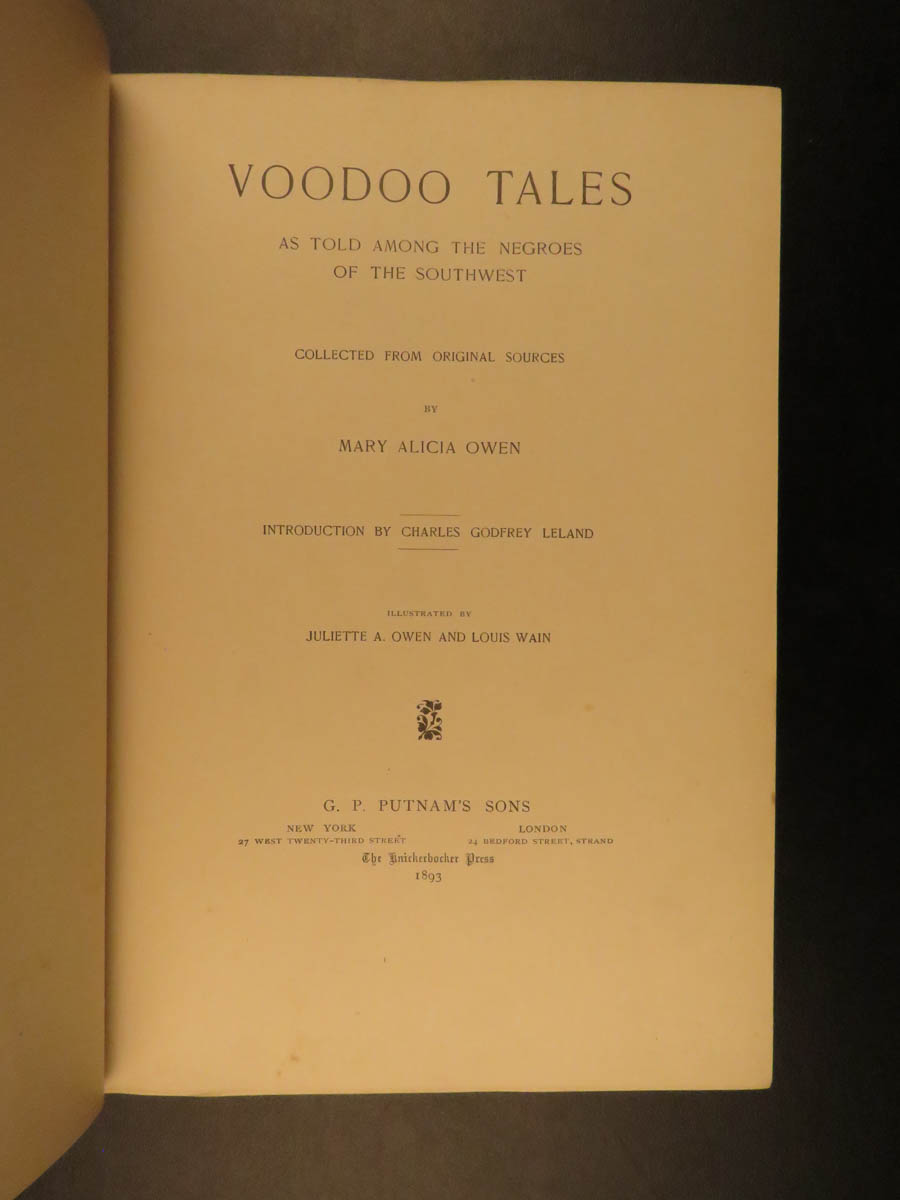 VOODOO TALES
AS TOLD AMONG THE NEGROES
OF THE SOUTHWEST
COLLECTED FROM ORIGINAL SOURCES
BY
MARY ALICIA OWEN
INTRODUCTION BY CHARLES GODFREY LELAND
ILLUSTRATED BY
JULIETTE A. OWEN AND LOUIS WAIN
G. P. PUTNAM'S SONS
NEW YORK LONDON
27 WEST TWENTY-THIRD STREET 24 BEDFORD STREET, STRAND
The Knickerbocker Press
1893